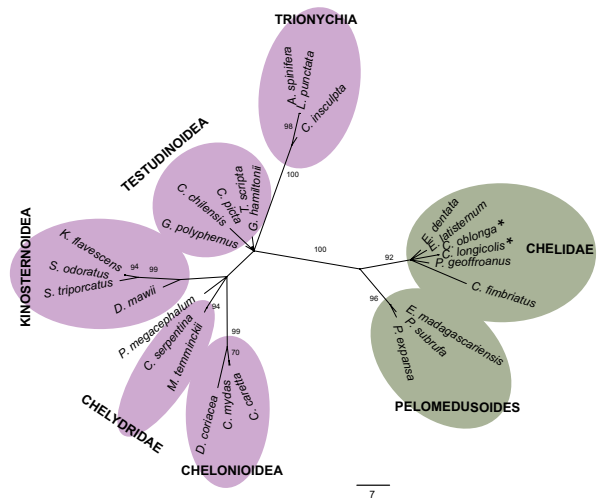 TRIONYCHIA
A. spinifera
L. punctata
C. insculpta
98
100
TESTUDINOIDEA
T. scripta
C. picta
G. hamiltonii
C. chilensis
G. polyphemus
KINOSTERNOIDEA
K. flavescens
S. odoratus
S. triporcatus
D. mawii
94
99
P. megacephalum
C. serpentina
M. temminckii
94
CHELYDRIDAE
99
70
D. coriacea
C. mydas
C. caretta
CHELONIOIDEA
100
92
dentata
latisternum
C. oblonga*
C. longicolis*
P. geoffroanus
C. fimbriatus
CHELIDAE
96
E. madagascariensis
P. subrufa
P. expansa
PELOMEDUSOIDES
7